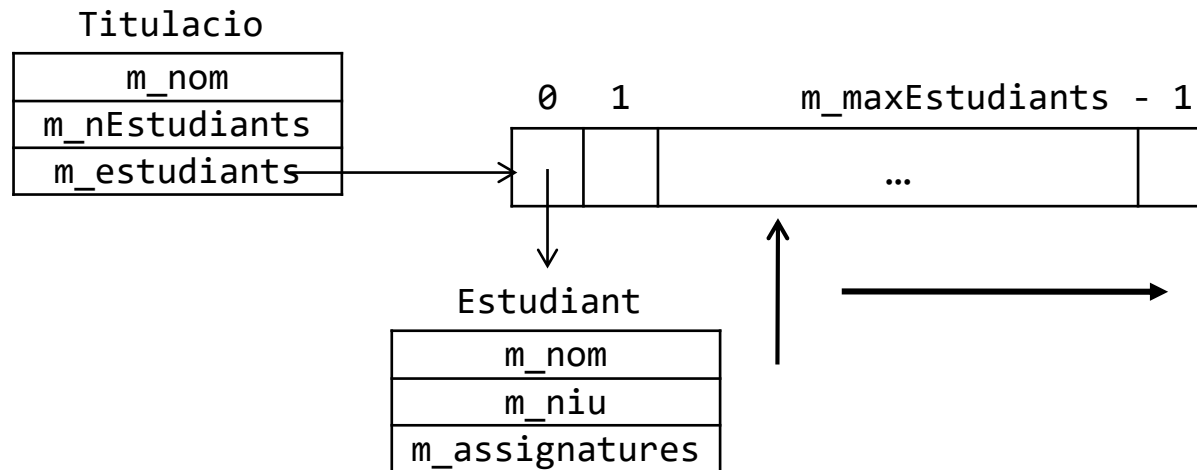 Titulacio
m_nom
m_nEstudiants
m_estudiants
0 1 m_maxEstudiants - 1
…
Estudiant
m_nom
m_niu
m_assignatures